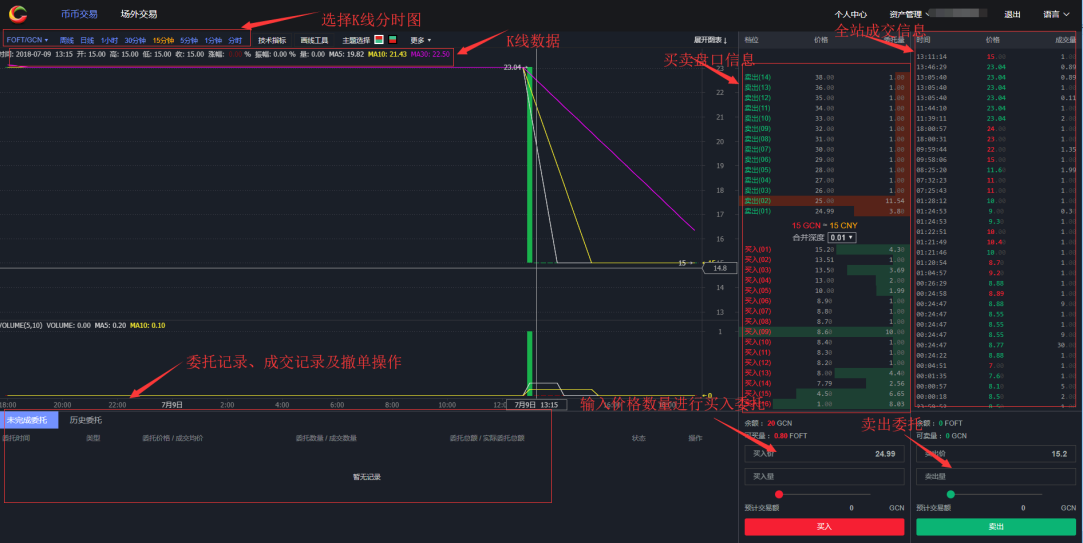 币币交易 场外交易 个人中心 资产管理 退出 语言
选择K线分时图
K线数据
买卖盘口信息
全站成交信息
FOFT/GCN 周线 日线 1小时 30分钟 15分钟 5分钟 1分钟 分时 技术指标 画线工具 主题选择 更多 展开图表↓
时间: 2018-07-09 13:15 开: 15.00 高: 15.00 低: 15.00 收: 15.00 涨幅: % 振幅: 0.00 % 量: 0.00 MA5: 19.82 MA10: 21.43 MA30: 22.50
23.04
23
22
21
20
19
18
17
16
15
14.8
14
13
VOLUME(5,10) VOLUME: 0.00 MA5: 0.20 MA10: 0.10
1
0
18:00 20:00 22:00 7月9日 2:00 4:00 6:00 8:00 10:00 7月9日 13:15
档位 价格 委托量
卖出(14) 38.00 1.00
卖出(13) 36.00 1.00
卖出(12) 35.00 1.00
卖出(11) 34.00 1.00
卖出(10) 33.00 1.00
卖出(09) 32.00 1.00
卖出(08) 31.00 1.00
卖出(07) 30.00 1.00
卖出(06) 29.00 1.00
卖出(05) 28.00 1.00
卖出(04) 27.00 1.00
卖出(03) 26.00 1.00
卖出(02) 25.00 11.54
卖出(01) 24.99 3.80
15 GCN ≈ 15 CNY
合并深度 0.01
买入(01) 15.20 4.30
买入(02) 13.51 1.00
买入(03) 13.50 3.69
买入(04) 13.00 2.00
买入(05) 10.00 1.99
买入(06) 8.90 1.00
买入(07) 8.80 1.00
买入(08) 8.70 1.00
买入(09) 8.60 10.00
买入(10) 8.40 1.00
买入(11) 8.30 1.00
买入(12) 8.20 1.00
买入(13) 8.00 4.40
买入(14) 7.79 2.56
买入(15) 4.50 6.65
1.00 8.03
时间 价格 成交量
13:11:14 15.00 1.00
13:46:29 23.04 0.89
13:05:40 23.04 0.89
13:05:40 23.04 0.11
11:44:10 23.04 1.00
11:39:11 23.04 2.00
18:00:57 24.00 1.00
18:00:31 23.00 1.00
09:59:44 22.00 1.35
09:58:06 15.00 1.00
08:25:20 11.60 1.99
07:32:23 11.00 1.00
07:25:43 11.00 1.00
01:28:12 10.00 1.00
01:24:53 9.00 0.3
01:24:53 9.30 1.00
01:22:51 10.00 1.00
01:21:49 10.40 1.00
01:21:46 10.00 1.00
01:20:54 8.70 1.00
01:04:57 9.20 1.00
00:26:29 8.88 1.00
00:24:58 8.89 1.00
00:24:47 8.88 9.00
00:24:47 8.55 1.00
00:24:47 8.55 1.00
00:24:47 8.55 9.00
00:24:47 8.77 30.00
00:24:22 8.88 1.00
00:04:51 7.00 1.00
00:01:35 7.60 1.00
00:00:57 8.10 5.00
00:00:18 8.50 2.00
委托记录、成交记录及撤单操作
输入价格数量进行买入委托
卖出委托
未完成委托 历史委托
委托时间 类型 委托价格 / 成交均价 委托数量 / 成交数量 委托总额 / 实际委托总额 状态 操作
暂无记录
余额: 20 GCN
可买量: 0.80 FOFT
买入价 24.99
买入量
预计交易额 0 GCN
买入
余额: 0 FOFT
可卖量: 0 GCN
卖出价 15.2
卖出量
预计交易额 0 GCN
卖出